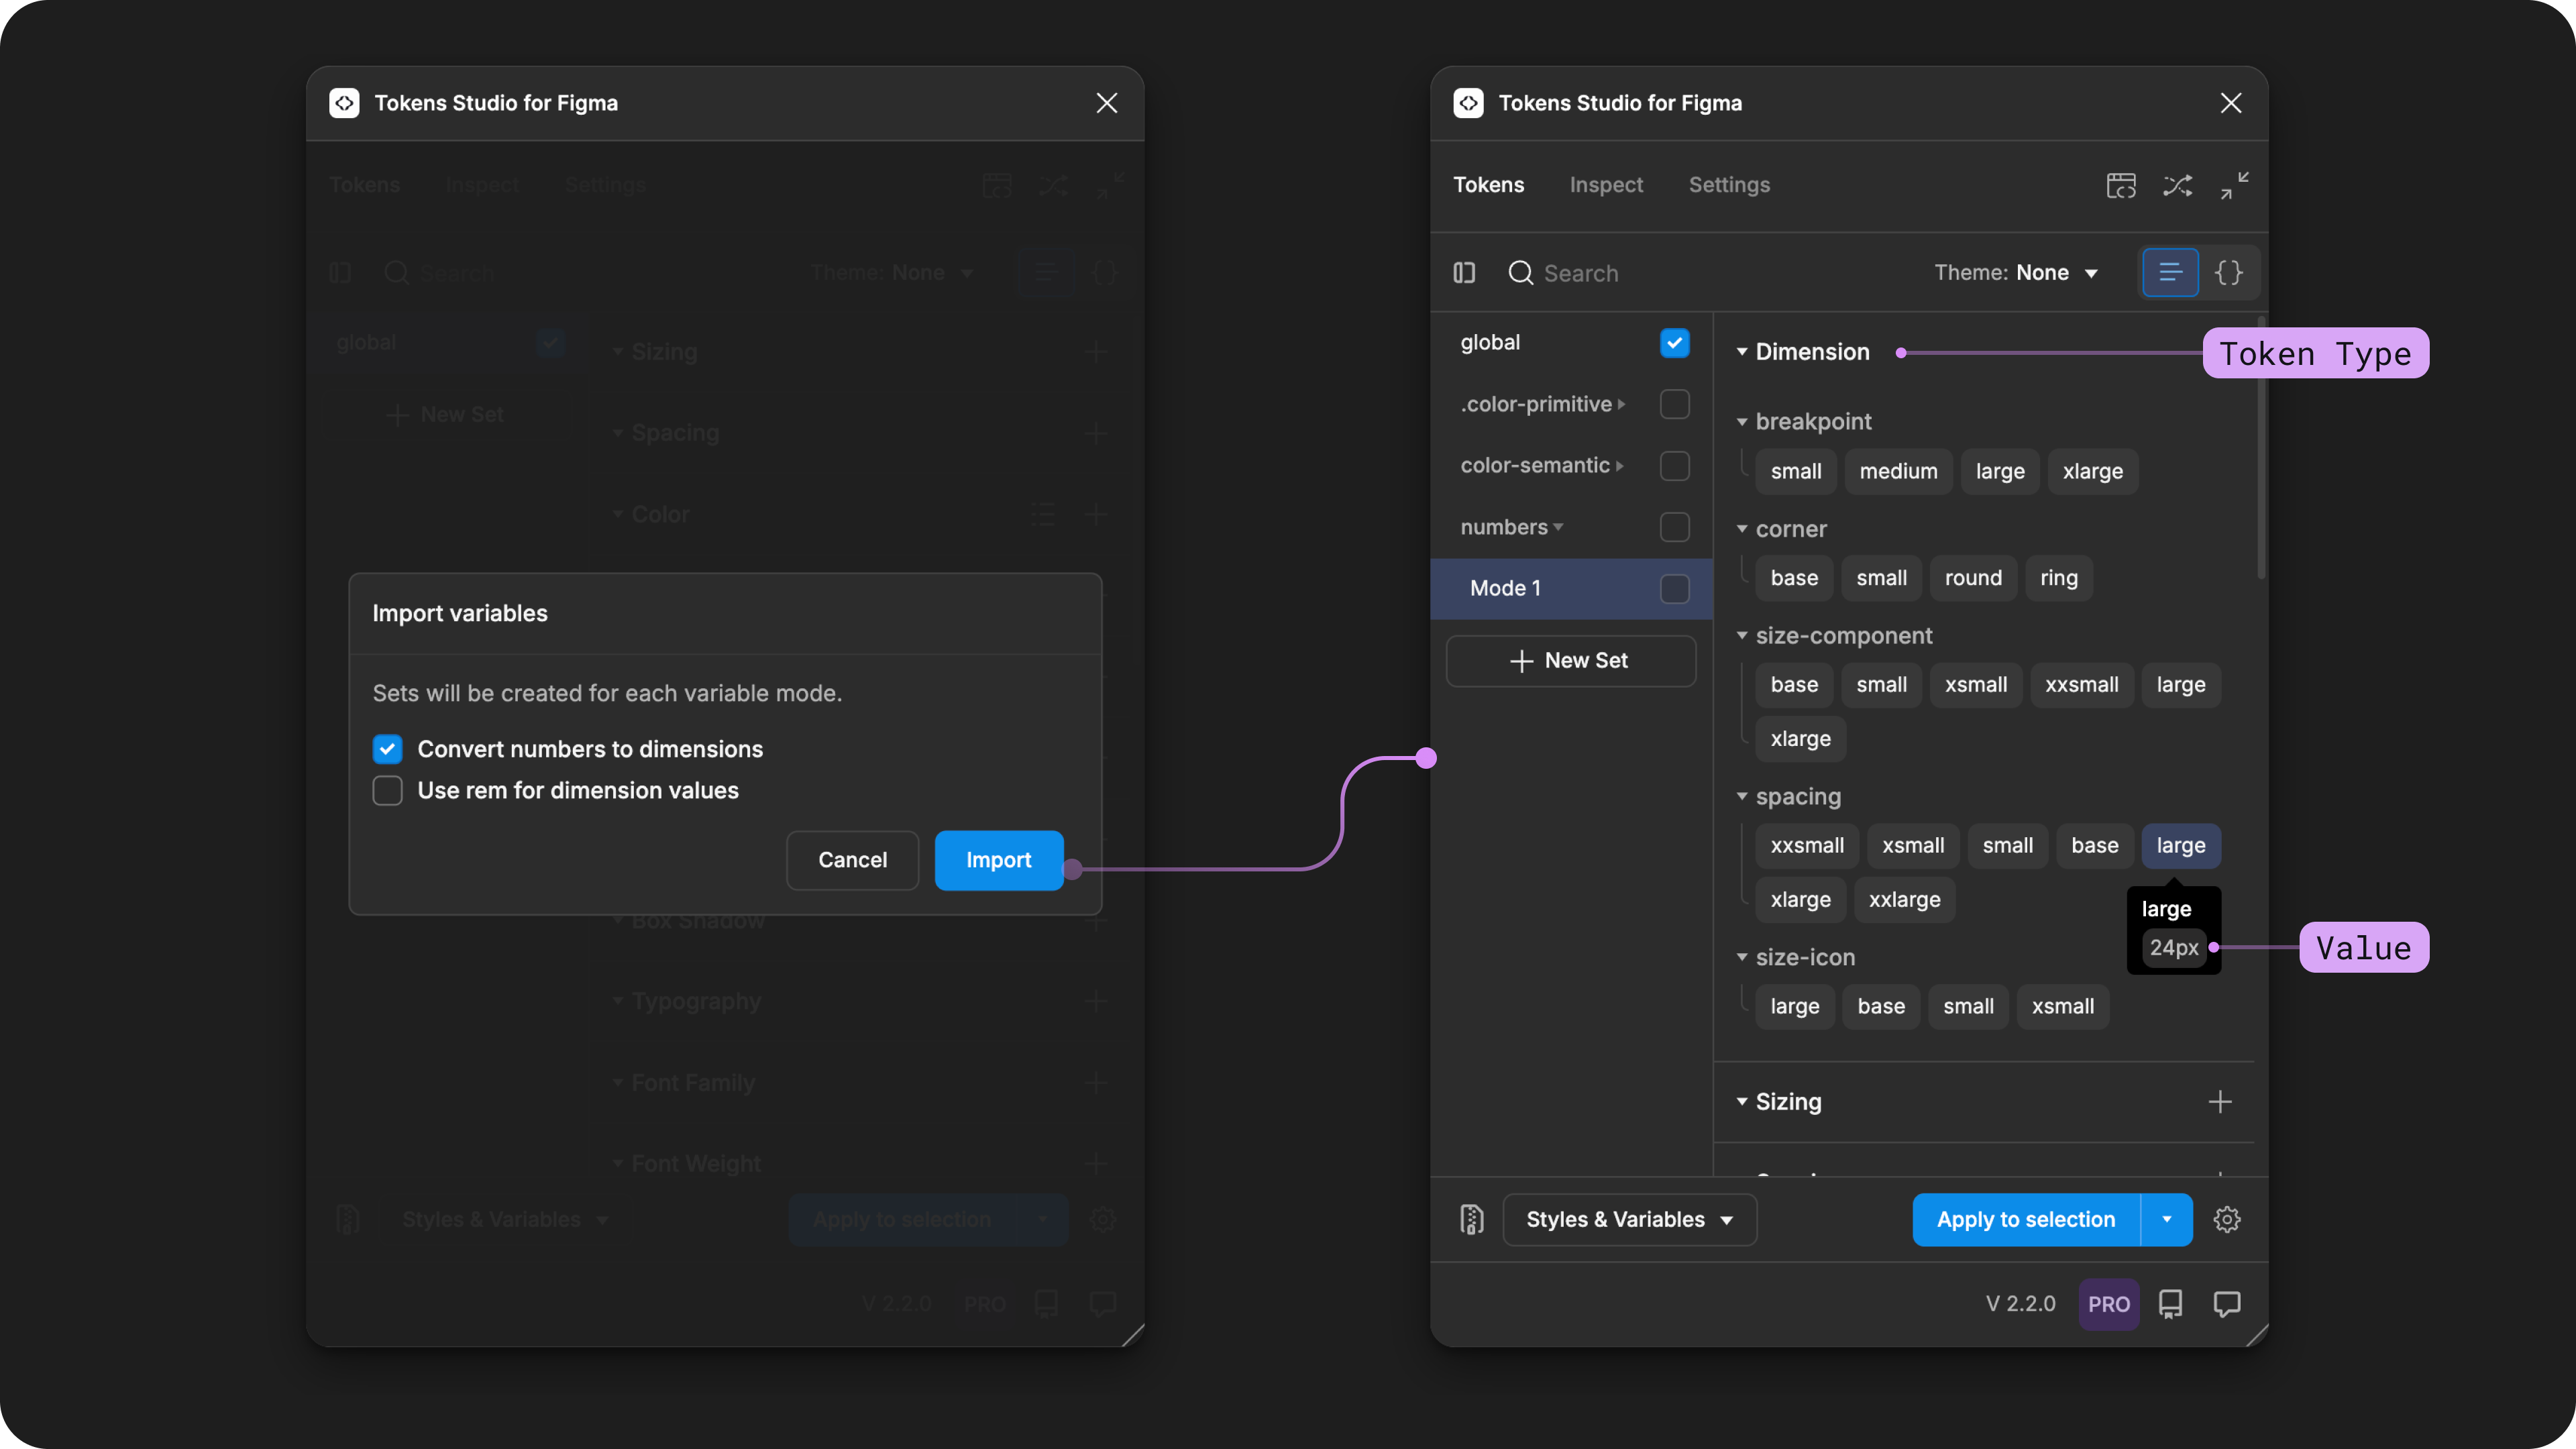 Tokens Studio for Figma
Tokens Inspect Settings
Search Theme: None
global
New Set
Sizing
Spacing
Color
Import variables
Sets will be created for each variable mode.
Convert numbers to dimensions
Use rem for dimension values
Cancel Import
Box Shadow
Typography
Font Family
Font Weight
Styles & Variables Apply to selection
V 2.2.0 PRO
Tokens Studio for Figma
Tokens Inspect Settings
Search Theme: None {}
global
.color-primitive
color-semantic
numbers
Mode 1
New Set
Dimension
Token Type
breakpoint
small medium large xlarge
corner
base small round ring
size-component
base small xsmall xxsmall large
xlarge
spacing
xxsmall xsmall small base large
xlarge xxlarge
large
24px
Value
size-icon
large base small xsmall
Sizing
Styles & Variables Apply to selection
V 2.2.0 PRO